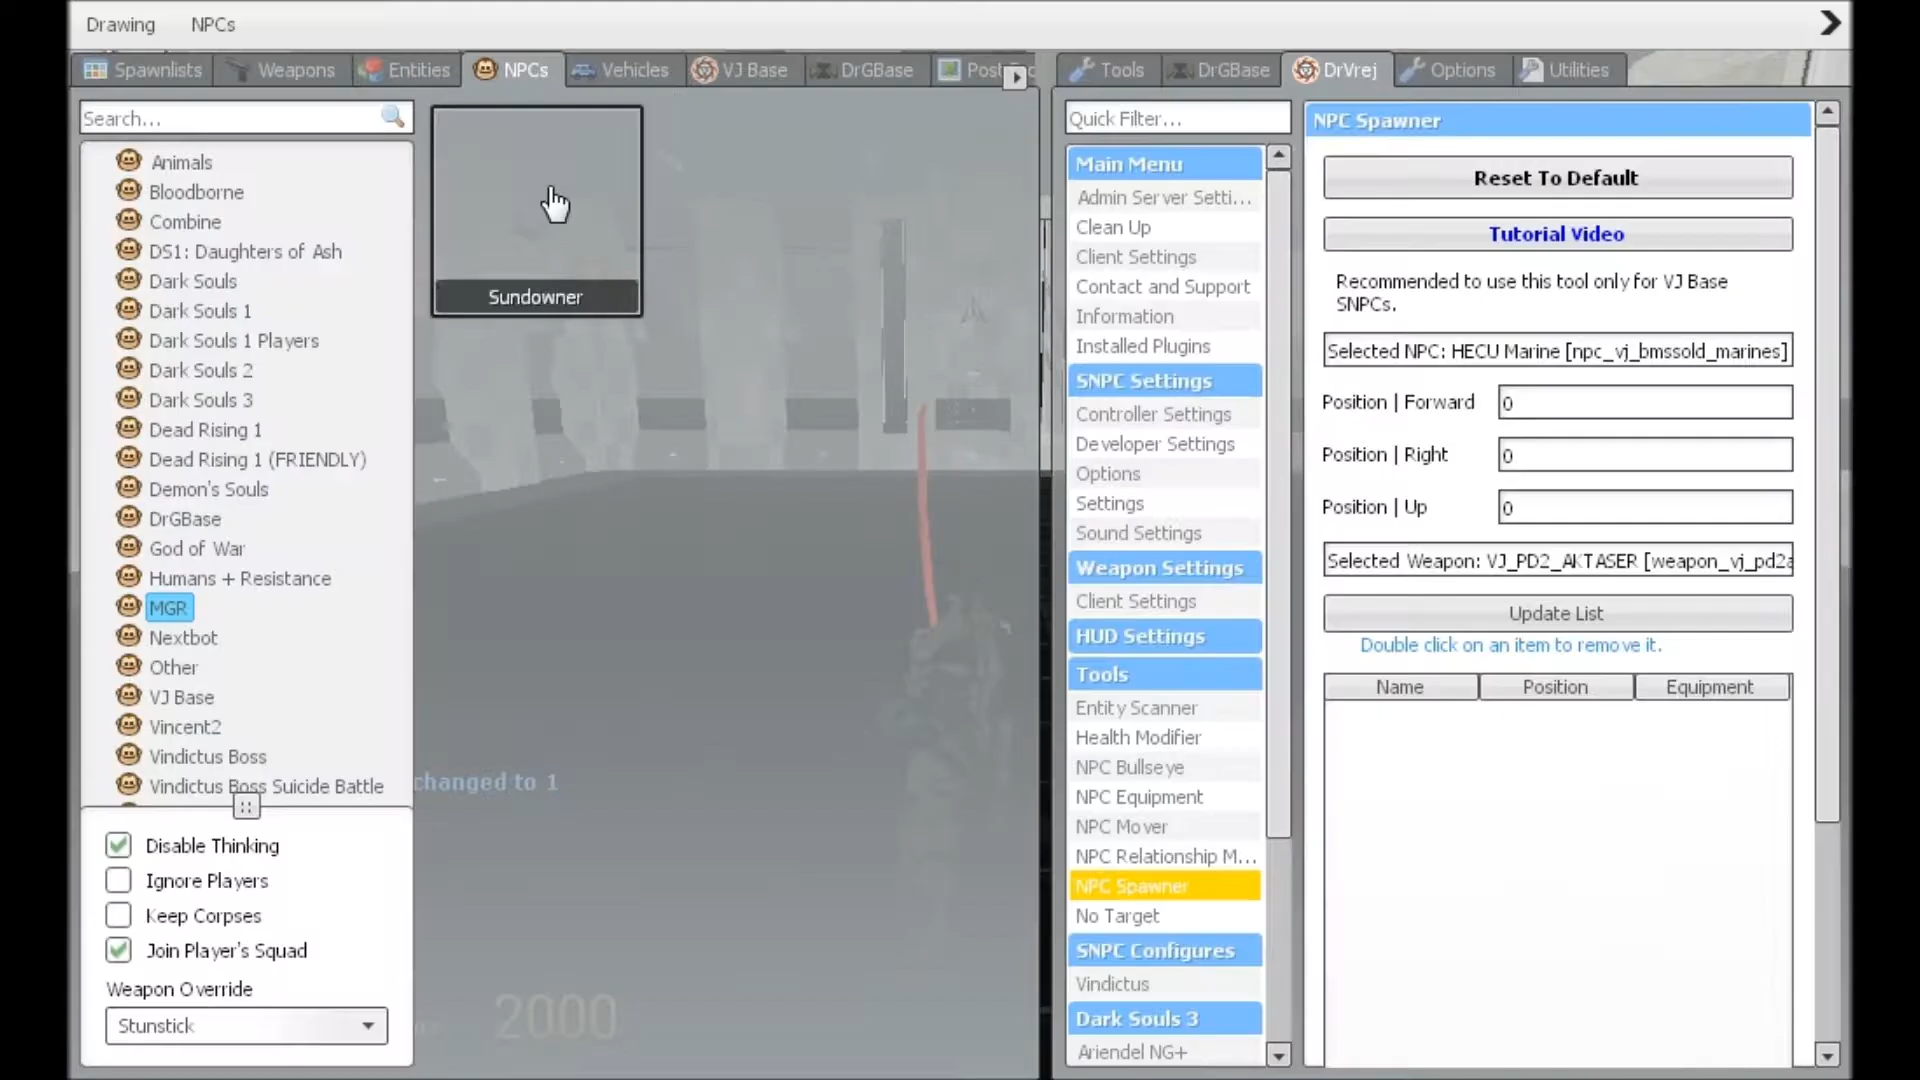 Drawing NPCs
Spawnlists Weapons Entities NPCs Vehicles VJ Base DrGBase
Tools DrGBase DrVrej Options Utilities
Search...
Animals
Bloodborne
Combine
DS1: Daughters of Ash
Dark Souls
Dark Souls 1
Dark Souls 1 Players
Dark Souls 2
Dark Souls 3
Dead Rising 1
Dead Rising 1 (FRIENDLY)
Demon's Souls
DrGBase
God of War
Humans + Resistance
MGR
Nextbot
Other
VJ Base
Vincent2
Vindictus Boss
Vindictus Boss Suicide Battle
Disable Thinking
Ignore Players
Keep Corpses
Join Player's Squad
Weapon Override
Stunstick
Sundowner
changed to 1
2000
Quick Filter...
Main Menu
Admin Server Setti...
Clean Up
Client Settings
Contact and Support
Information
Installed Plugins
SNPC Settings
Controller Settings
Developer Settings
Options
Settings
Sound Settings
Weapon Settings
Client Settings
HUD Settings
Tools
Entity Scanner
Health Modifier
NPC Bullseye
NPC Equipment
NPC Mover
NPC Relationship M...
NPC Spawner
No Target
SNPC Configures
Vindictus
Dark Souls 3
Ariendel NG+
NPC Spawner
Reset To Default
Tutorial Video
Recommended to use this tool only for VJ Base
SNPCs.
Selected NPC: HECU Marine [npc_vj_bmssold_marines]
Position | Forward 0
Position | Right 0
Position | Up 0
Selected Weapon: VJ_PD2_AKTASER [weapon_vj_pd2a
Update List
Double click on an item to remove it.
Name Position Equipment